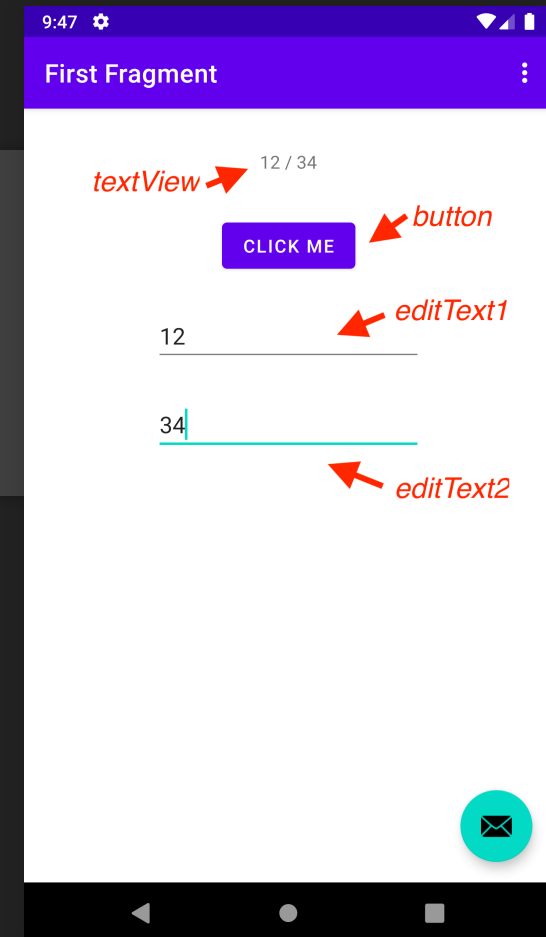 9:47
First Fragment
12 / 34
textView
button
CLICK ME
editText1
12
34
editText2